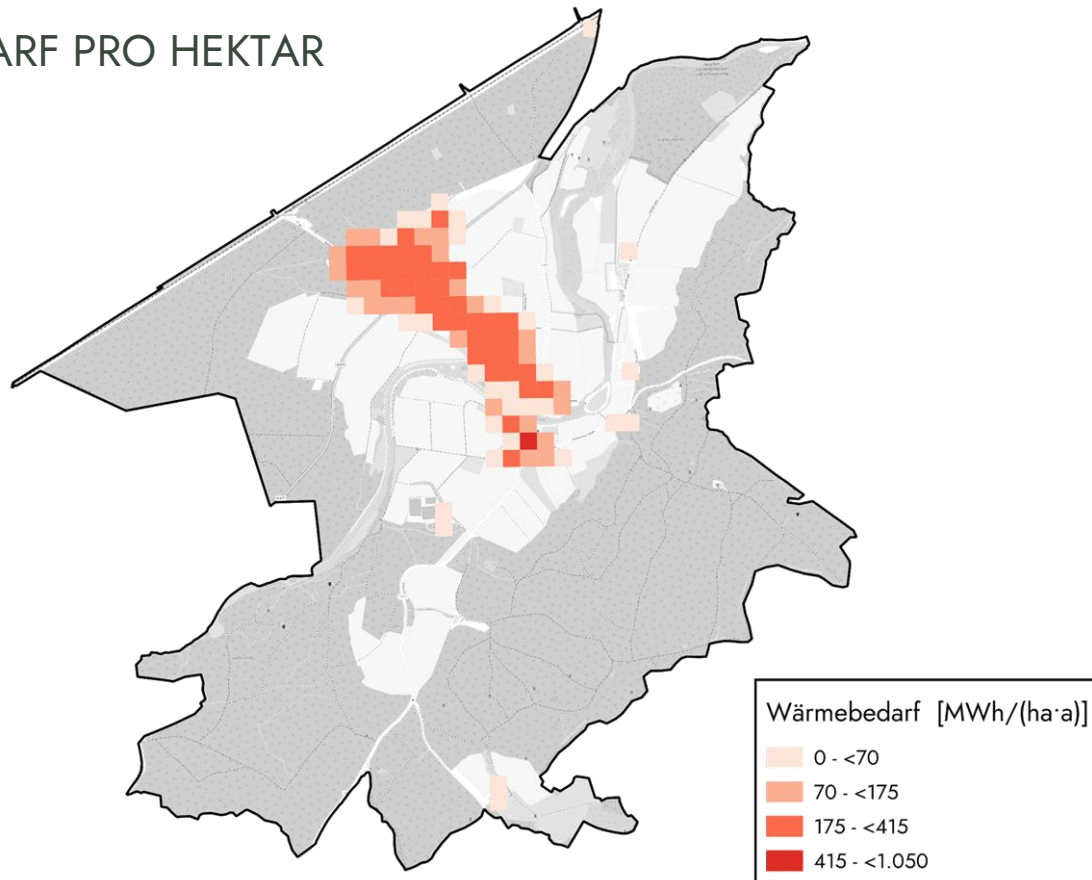 ARF PRO HEKTAR
Wärmebedarf [MWh/(ha·a)]
0 - <70
70 - <175
175 - <415
415 - <1.050